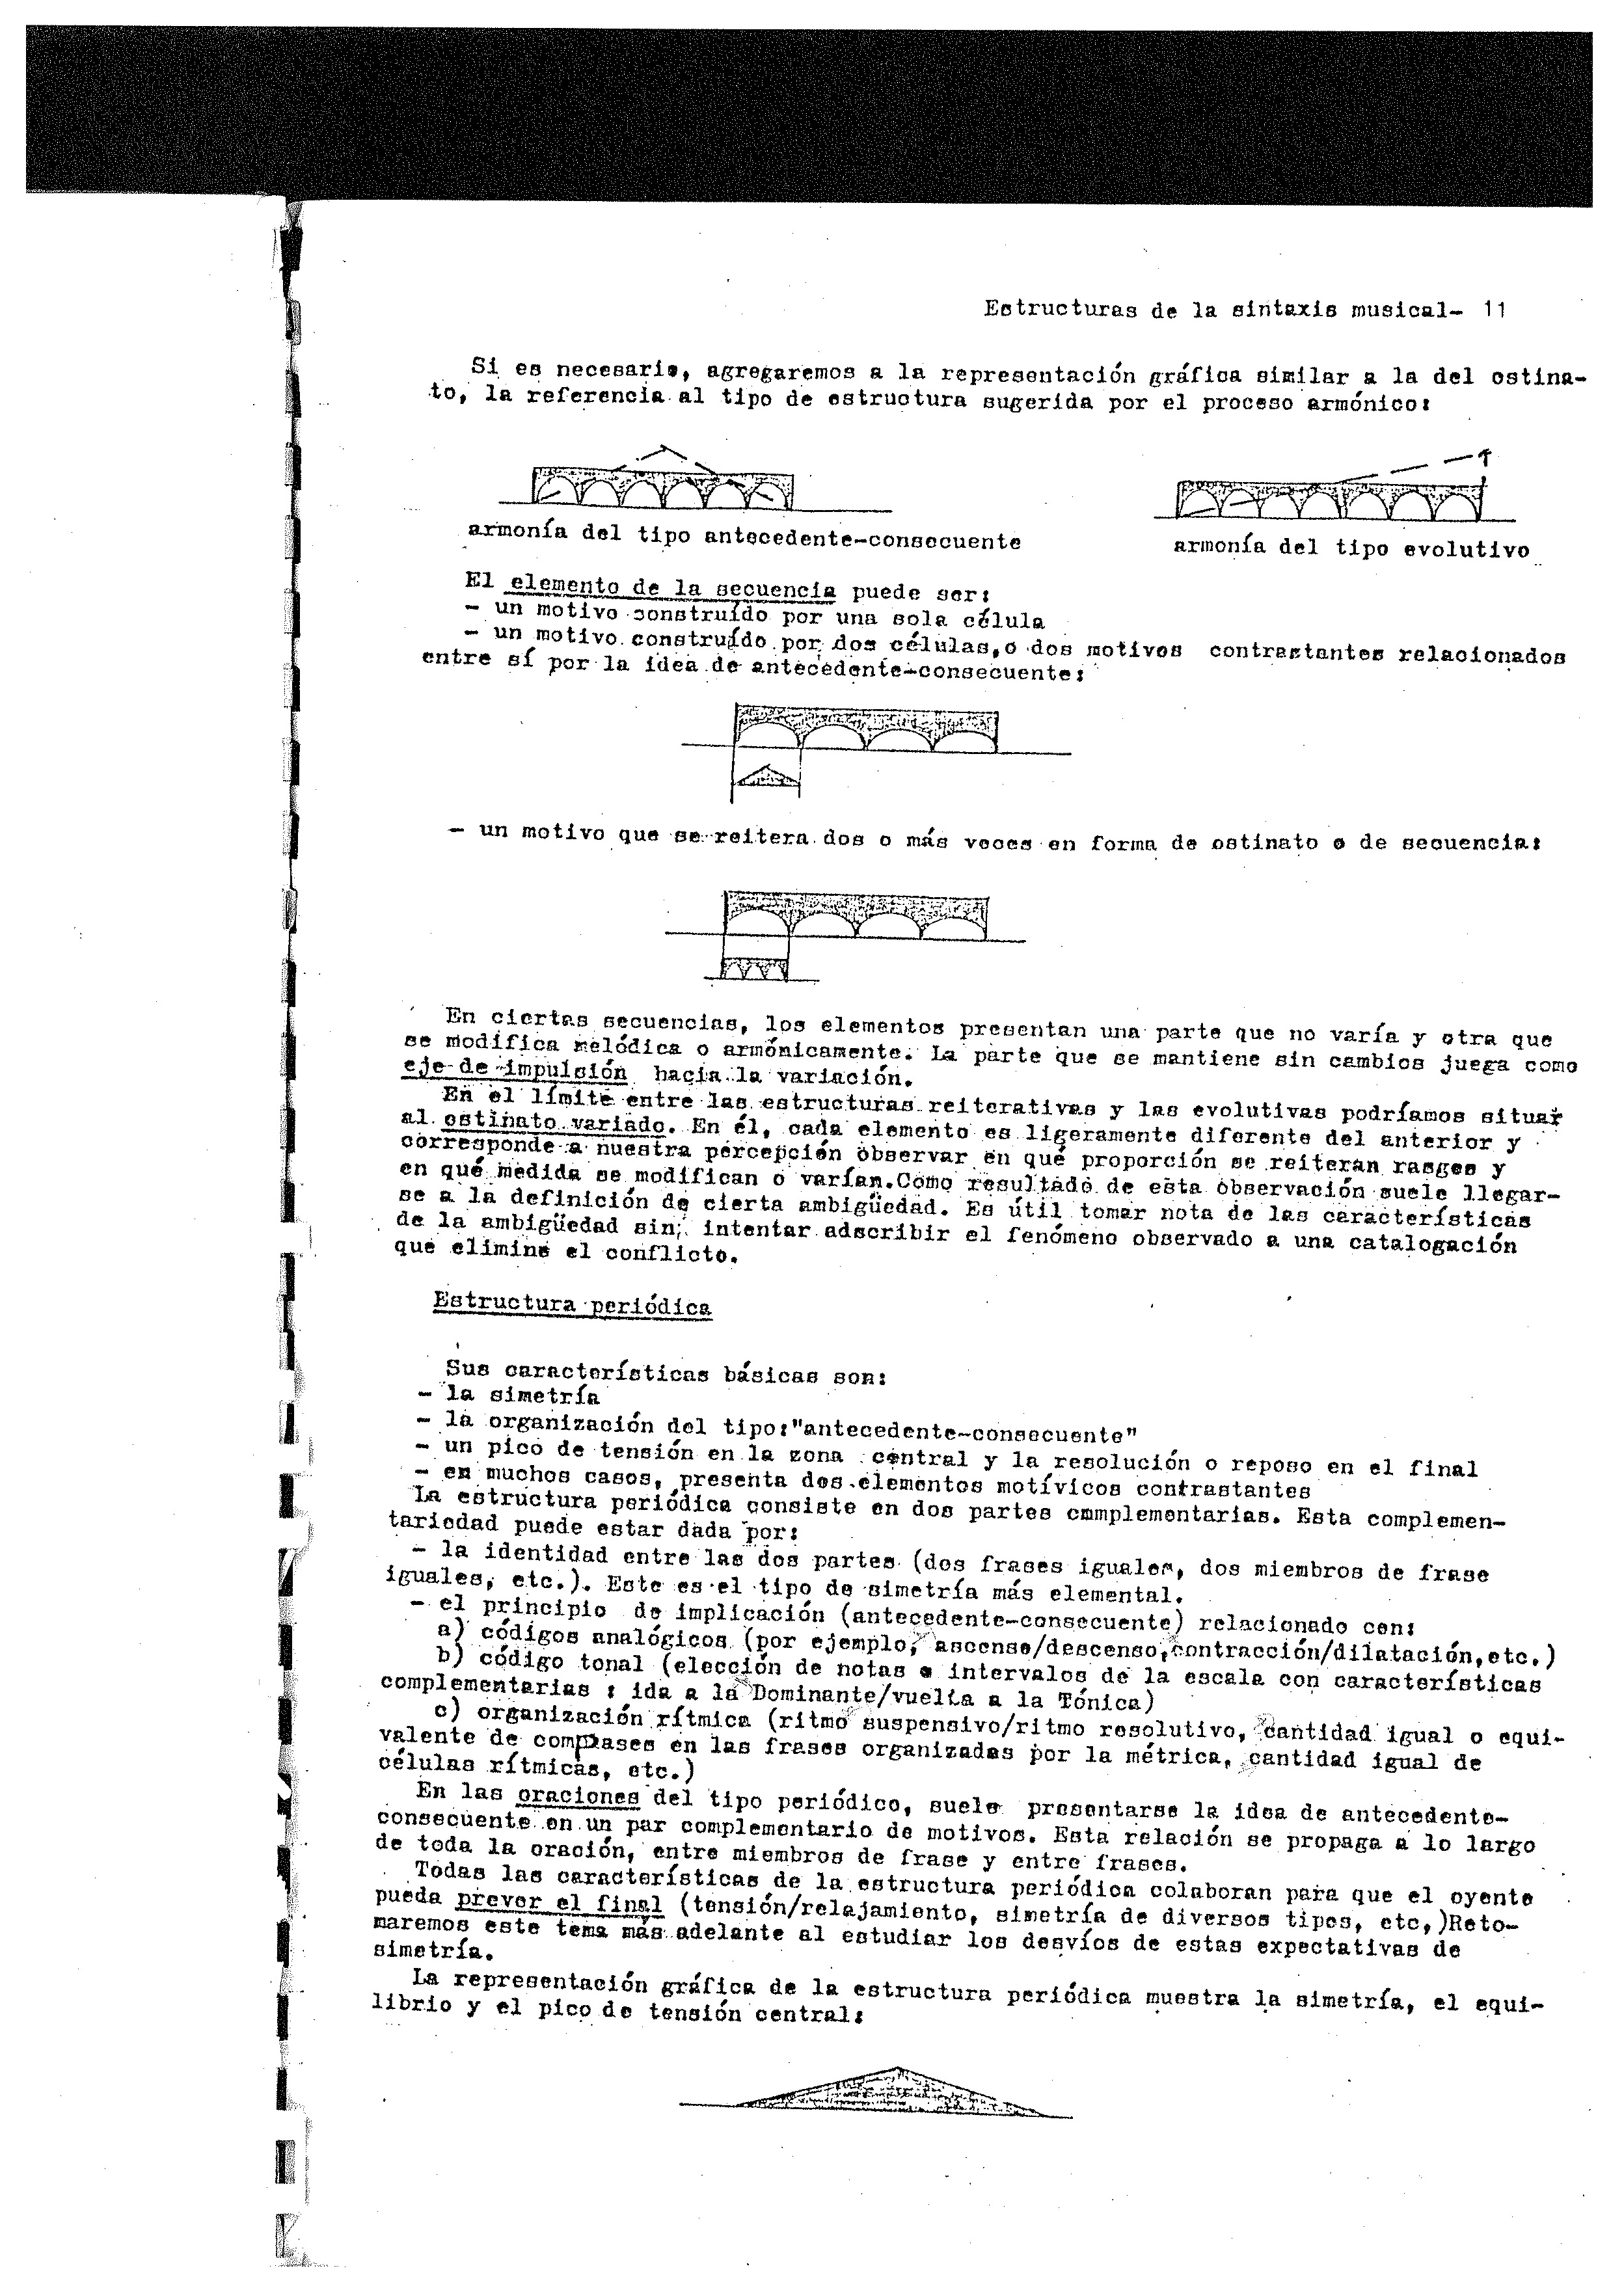 Estructuras de la sintaxis musical- 11
Si es necesario, agregaremos a la representación gráfica similar a la del ostina-
to, la referencia al tipo de estructura sugerida por el proceso armónico:
armonía del tipo antecedente-consecuente
armonía del tipo evolutivo
El elemento de la secuencia puede ser:
- un motivo construído por una sola célula
- un motivo construído por dos células, o dos motivos contrastantes relacionados
entre sí por la idea de antecedente-consecuente:
- un motivo que se reitera dos o más veces en forma de ostinato o de secuencia:
En ciertas secuencias, los elementos presentan una parte que no varía y otra que
se modifica melódica o armónicamente. La parte que se mantiene sin cambios juega como
eje de impulsión hacia la variación.
En el límite entre las estructuras reiterativas y las evolutivas podríamos situar
al ostinato variado. En él, cada elemento es ligeramente diferente del anterior y
corresponde a nuestra percepción observar en qué proporción se reiteran rasgos y
en qué medida se modifican o varían. Como resultado de esta observación suele llegar-
se a la definición de cierta ambigüedad. Es útil tomar nota de las características
de la ambigüedad sin intentar adscribir el fenómeno observado a una catalogación
que elimine el conflicto.
Estructura periódica
Sus características básicas son:
- la simetría
- la organización del tipo:"antecedente-consecuente"
- un pico de tensión en la zona central y la resolución o reposo en el final
- en muchos casos, presenta dos elementos motívicos contrastantes
La estructura periódica consiste en dos partes cmmplementarias. Esta complemen-
tariedad puede estar dada por:
- la identidad entre las dos partes (dos frases iguales, dos miembros de frase
iguales, etc.). Este es el tipo de simetría más elemental.
- el principio de implicación (antecedente-consecuente) relacionado con:
a) códigos analógicos (por ejemplo, ascenso/descenso, contracción/dilatación, etc.)
b) código tonal (elección de notas e intervalos de la escala con características
complementarias : ida a la Dominante/vuelta a la Tónica)
c) organización rítmica (ritmo suspensivo/ritmo resolutivo, cantidad igual o equi-
valente de compases en las frases organizadas por la métrica, cantidad igual de
células rítmicas, etc.)
En las oraciones del tipo periódico, suele presentarse la idea de antecedente-
consecuente en un par complementario de motivos. Esta relación se propaga a lo largo
de toda la oración, entre miembros de frase y entre frases.
Todas las características de la estructura periódica colaboran para que el oyente
pueda prever el final (tensión/relajamiento, simetría de diversos tipos, etc,)Reto-
maremos este tema más adelante al estudiar los desvíos de estas expectativas de
simetría.
La representación gráfica de la estructura periódica muestra la simetría, el equi-
librio y el pico de tensión central: